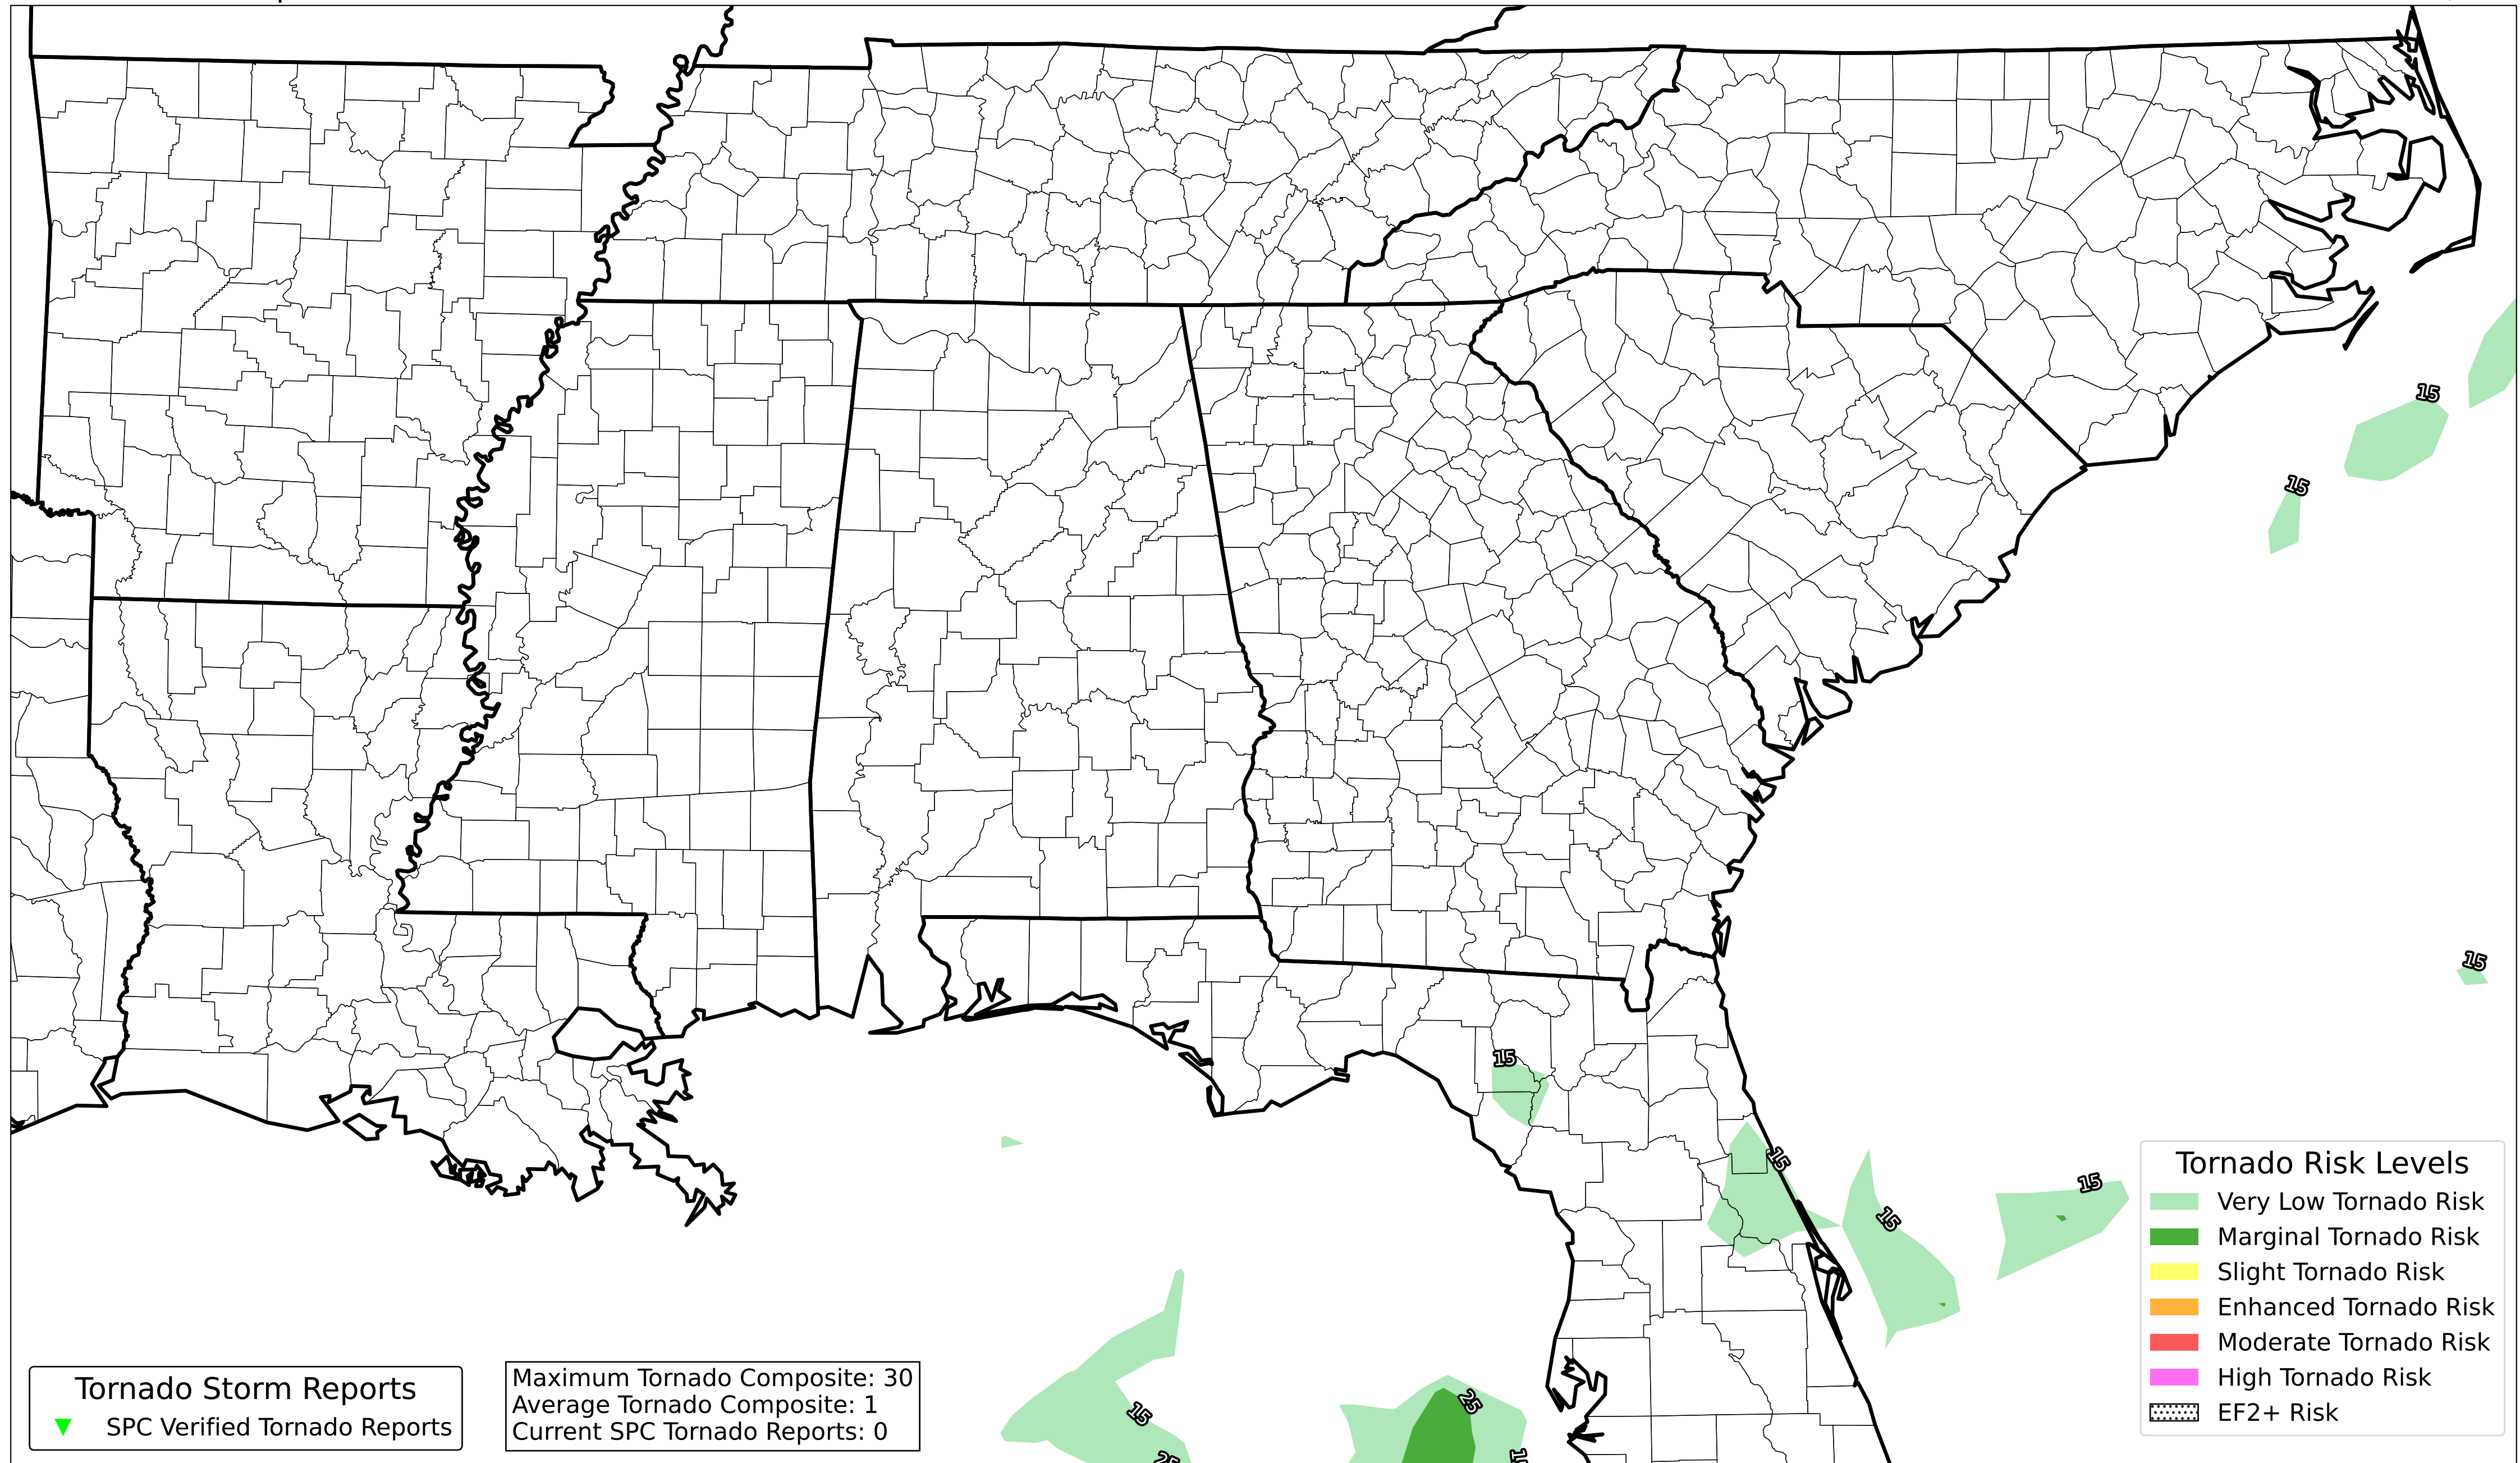 15
15
15
15
15
15
15
15
25
25
Tornado Risk Levels
Very Low Tornado Risk
Marginal Tornado Risk
Slight Tornado Risk
Enhanced Tornado Risk
Moderate Tornado Risk
High Tornado Risk
EF2+ Risk
Tornado Storm Reports
SPC Verified Tornado Reports
Maximum Tornado Composite: 30
Average Tornado Composite: 1
Current SPC Tornado Reports: 0